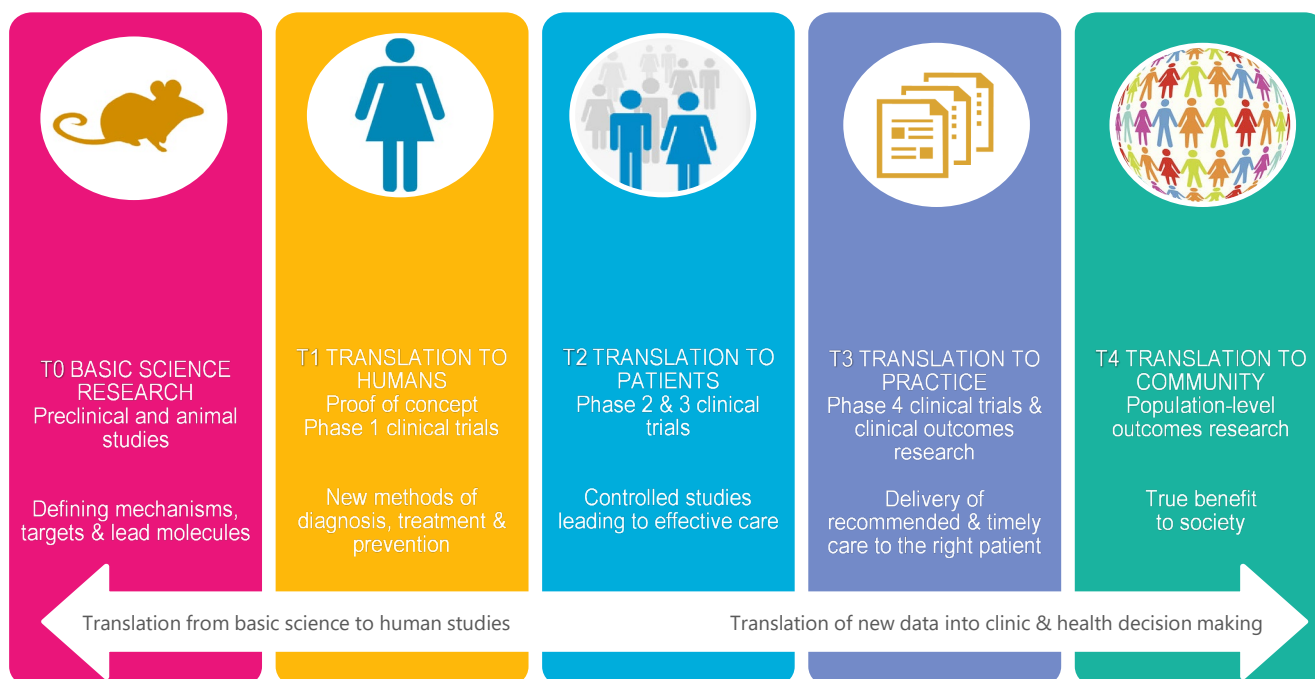 T0 BASIC SCIENCE
RESEARCH
Preclinical and animal
studies
Defining mechanisms,
targets & lead molecules
T1 TRANSLATION TO
HUMANS
Proof of concept
Phase 1 clinical trials
New methods of
diagnosis, treatment &
prevention
T2 TRANSLATION TO
PATIENTS
Phase 2 & 3 clinical
trials
Controlled studies
leading to effective care
T3 TRANSLATION TO
PRACTICE
Phase 4 clinical trials &
clinical outcomes
research
Delivery of
recommended & timely
care to the right patient
T4 TRANSLATION TO
COMMUNITY
Population-level
outcomes research
True benefit
to society
Translation from basic science to human studies
Translation of new data into clinic & health decision making